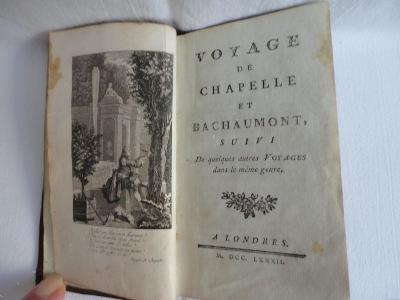 VOYAGE
DE
CHAPELLE
ET
BACHAUMONT,
SUIVI
De quelques autres VOYAGES
dans le même genre.
A LONDRES.
M. DCC. LXXXII.